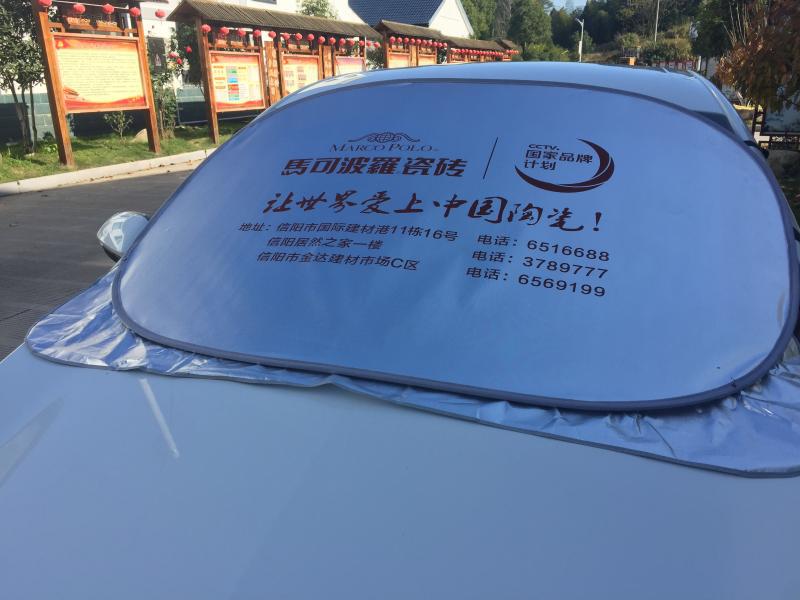 MARCO POLO
馬可波羅瓷砖
CCTV.
国家品牌
计划
让世界爱上·中国陶瓷!
地址:信阳市国际建材港11栋16号 电话:6516688
信阳居然之家一楼 电话:3789777
信阳市金达建材市场C区 电话:6569199